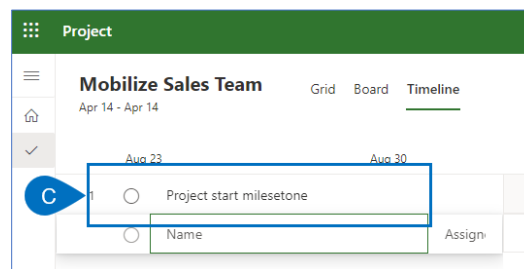 Project
Mobilize Sales Team Grid Board Timeline
Apr 14 - Apr 14
Aug 23 Aug 30
C 1 Project start milesetone
Name Assign